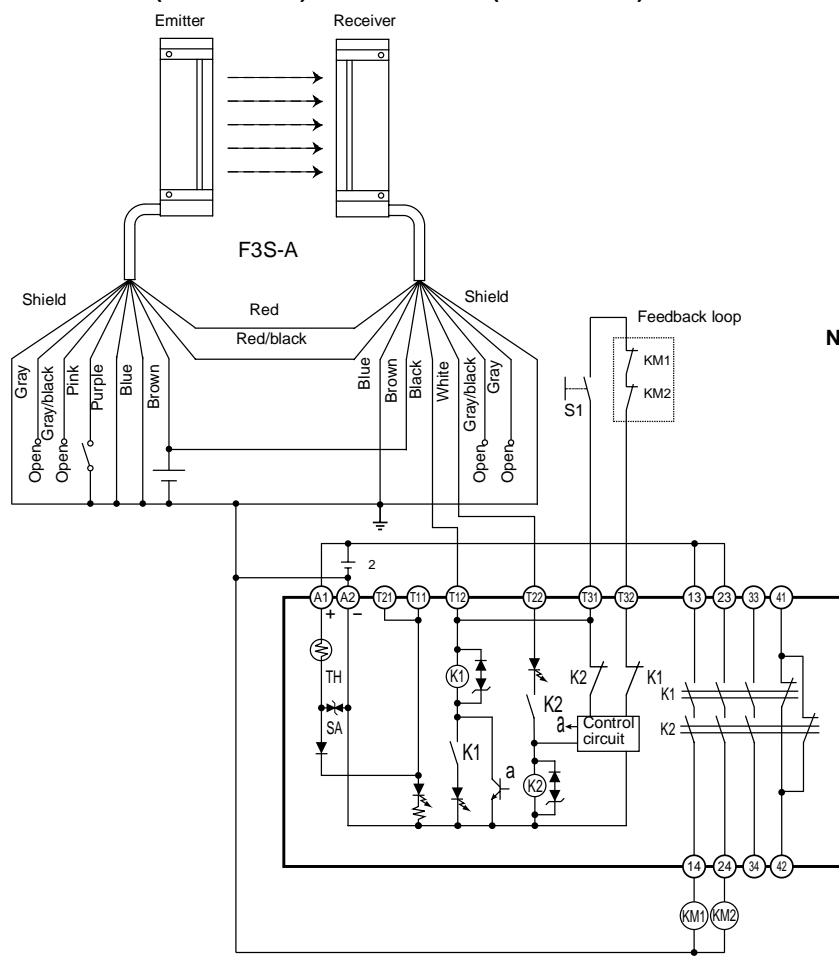 Emitter
Receiver
F3S-A
Shield
Red
Shield
Red/black
Feedback loop
N
Gray
Gray/black
Pink
Purple
Blue
Brown
Blue
Brown
Black
White
Gray/black
Gray
KM1
KM2
S1
Open
Open
Open
Open
2
A1
A2
T21
T11
T12
T22
T31
T32
13
23
33
41
+
−
TH
K1
K2
K1
K1
SA
K2
a
Control
circuit
K2
K1
a
K2
14
24
34
42
KM1
KM2